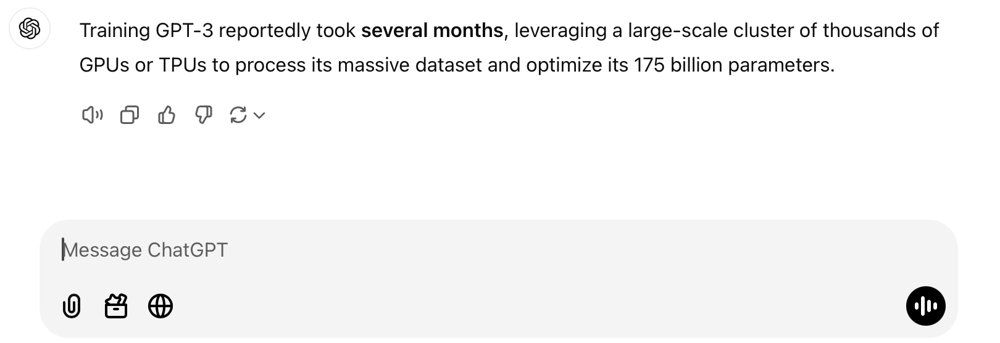 Training GPT-3 reportedly took several months, leveraging a large-scale cluster of thousands of
GPUs or TPUs to process its massive dataset and optimize its 175 billion parameters.
Message ChatGPT